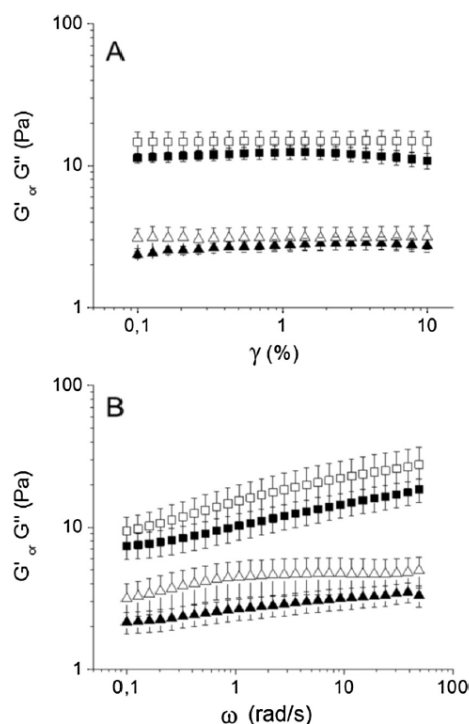 A
100
10
1
G' or G" (Pa)
0,1 1 10
γ (%)
B
100
10
1
G' or G" (Pa)
0,1 1 10 100
ω (rad/s)